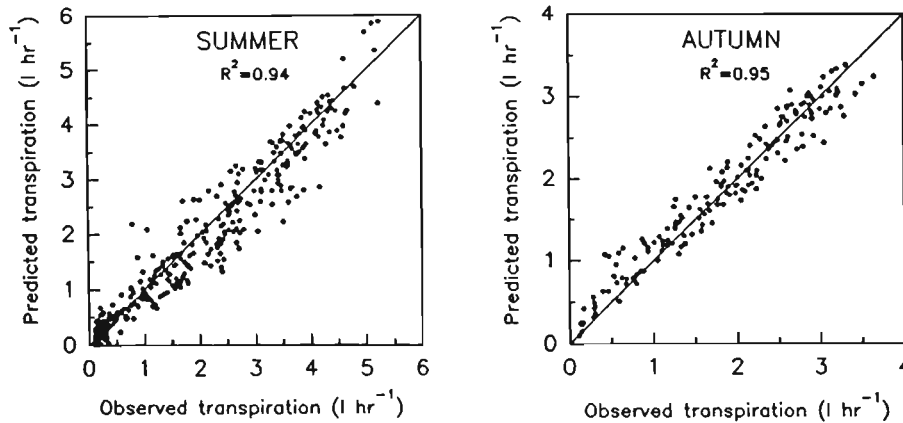 SUMMER
R²=0.94
Predicted transpiration (l hr⁻¹)
6
5
4
3
2
1
0
0 1 2 3 4 5 6
Observed transpiration (l hr⁻¹)
AUTUMN
R²=0.95
Predicted transpiration (l hr⁻¹)
4
3
2
1
0
0 1 2 3 4
Observed transpiration (l hr⁻¹)